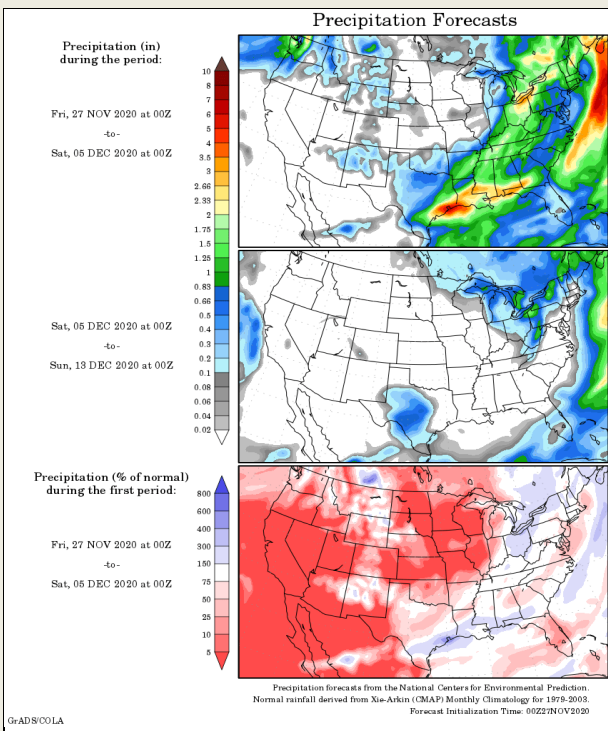 Precipitation Forecasts
Precipitation (in)
during the period:
Fri, 27 NOV 2020 at 00Z
-to-
Sat, 05 DEC 2020 at 00Z
10
8
7
6
5
4
3.5
3
2.66
2.33
2
1.75
1.5
1.25
1
0.83
0.66
0.5
0.4
0.3
0.2
0.1
0.08
0.06
0.04
0.02
Sat, 05 DEC 2020 at 00Z
-to-
Sun, 13 DEC 2020 at 00Z
Precipitation (% of normal)
during the first period:
Fri, 27 NOV 2020 at 00Z
-to-
Sat, 05 DEC 2020 at 00Z
800
600
400
300
150
75
50
25
10
5
Precipitation forecasts from the National Centers for Environmental Prediction.
Normal rainfall derived from Xie-Arkin (CMAP) Monthly Climatology for 1979-2003.
Forecast Initialization Time: 00Z27NOV2020
GrADS/COLA